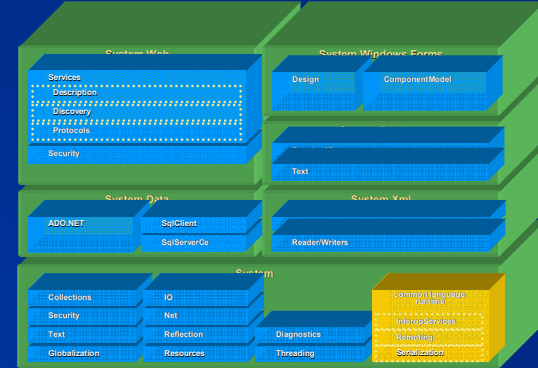 System Web
Services
Description
Discovery
Protocols
Security
System Windows Forms
Design
ComponentModel
Text
System Data
ADO.NET
SqlClient
SqlServerCe
System Xml
Reader/Writers
System
Collections
IO
Security
Net
Text
Reflection
Globalization
Resources
Diagnostics
Threading
common language
runtime
InteropServices
Remoting
Serialization